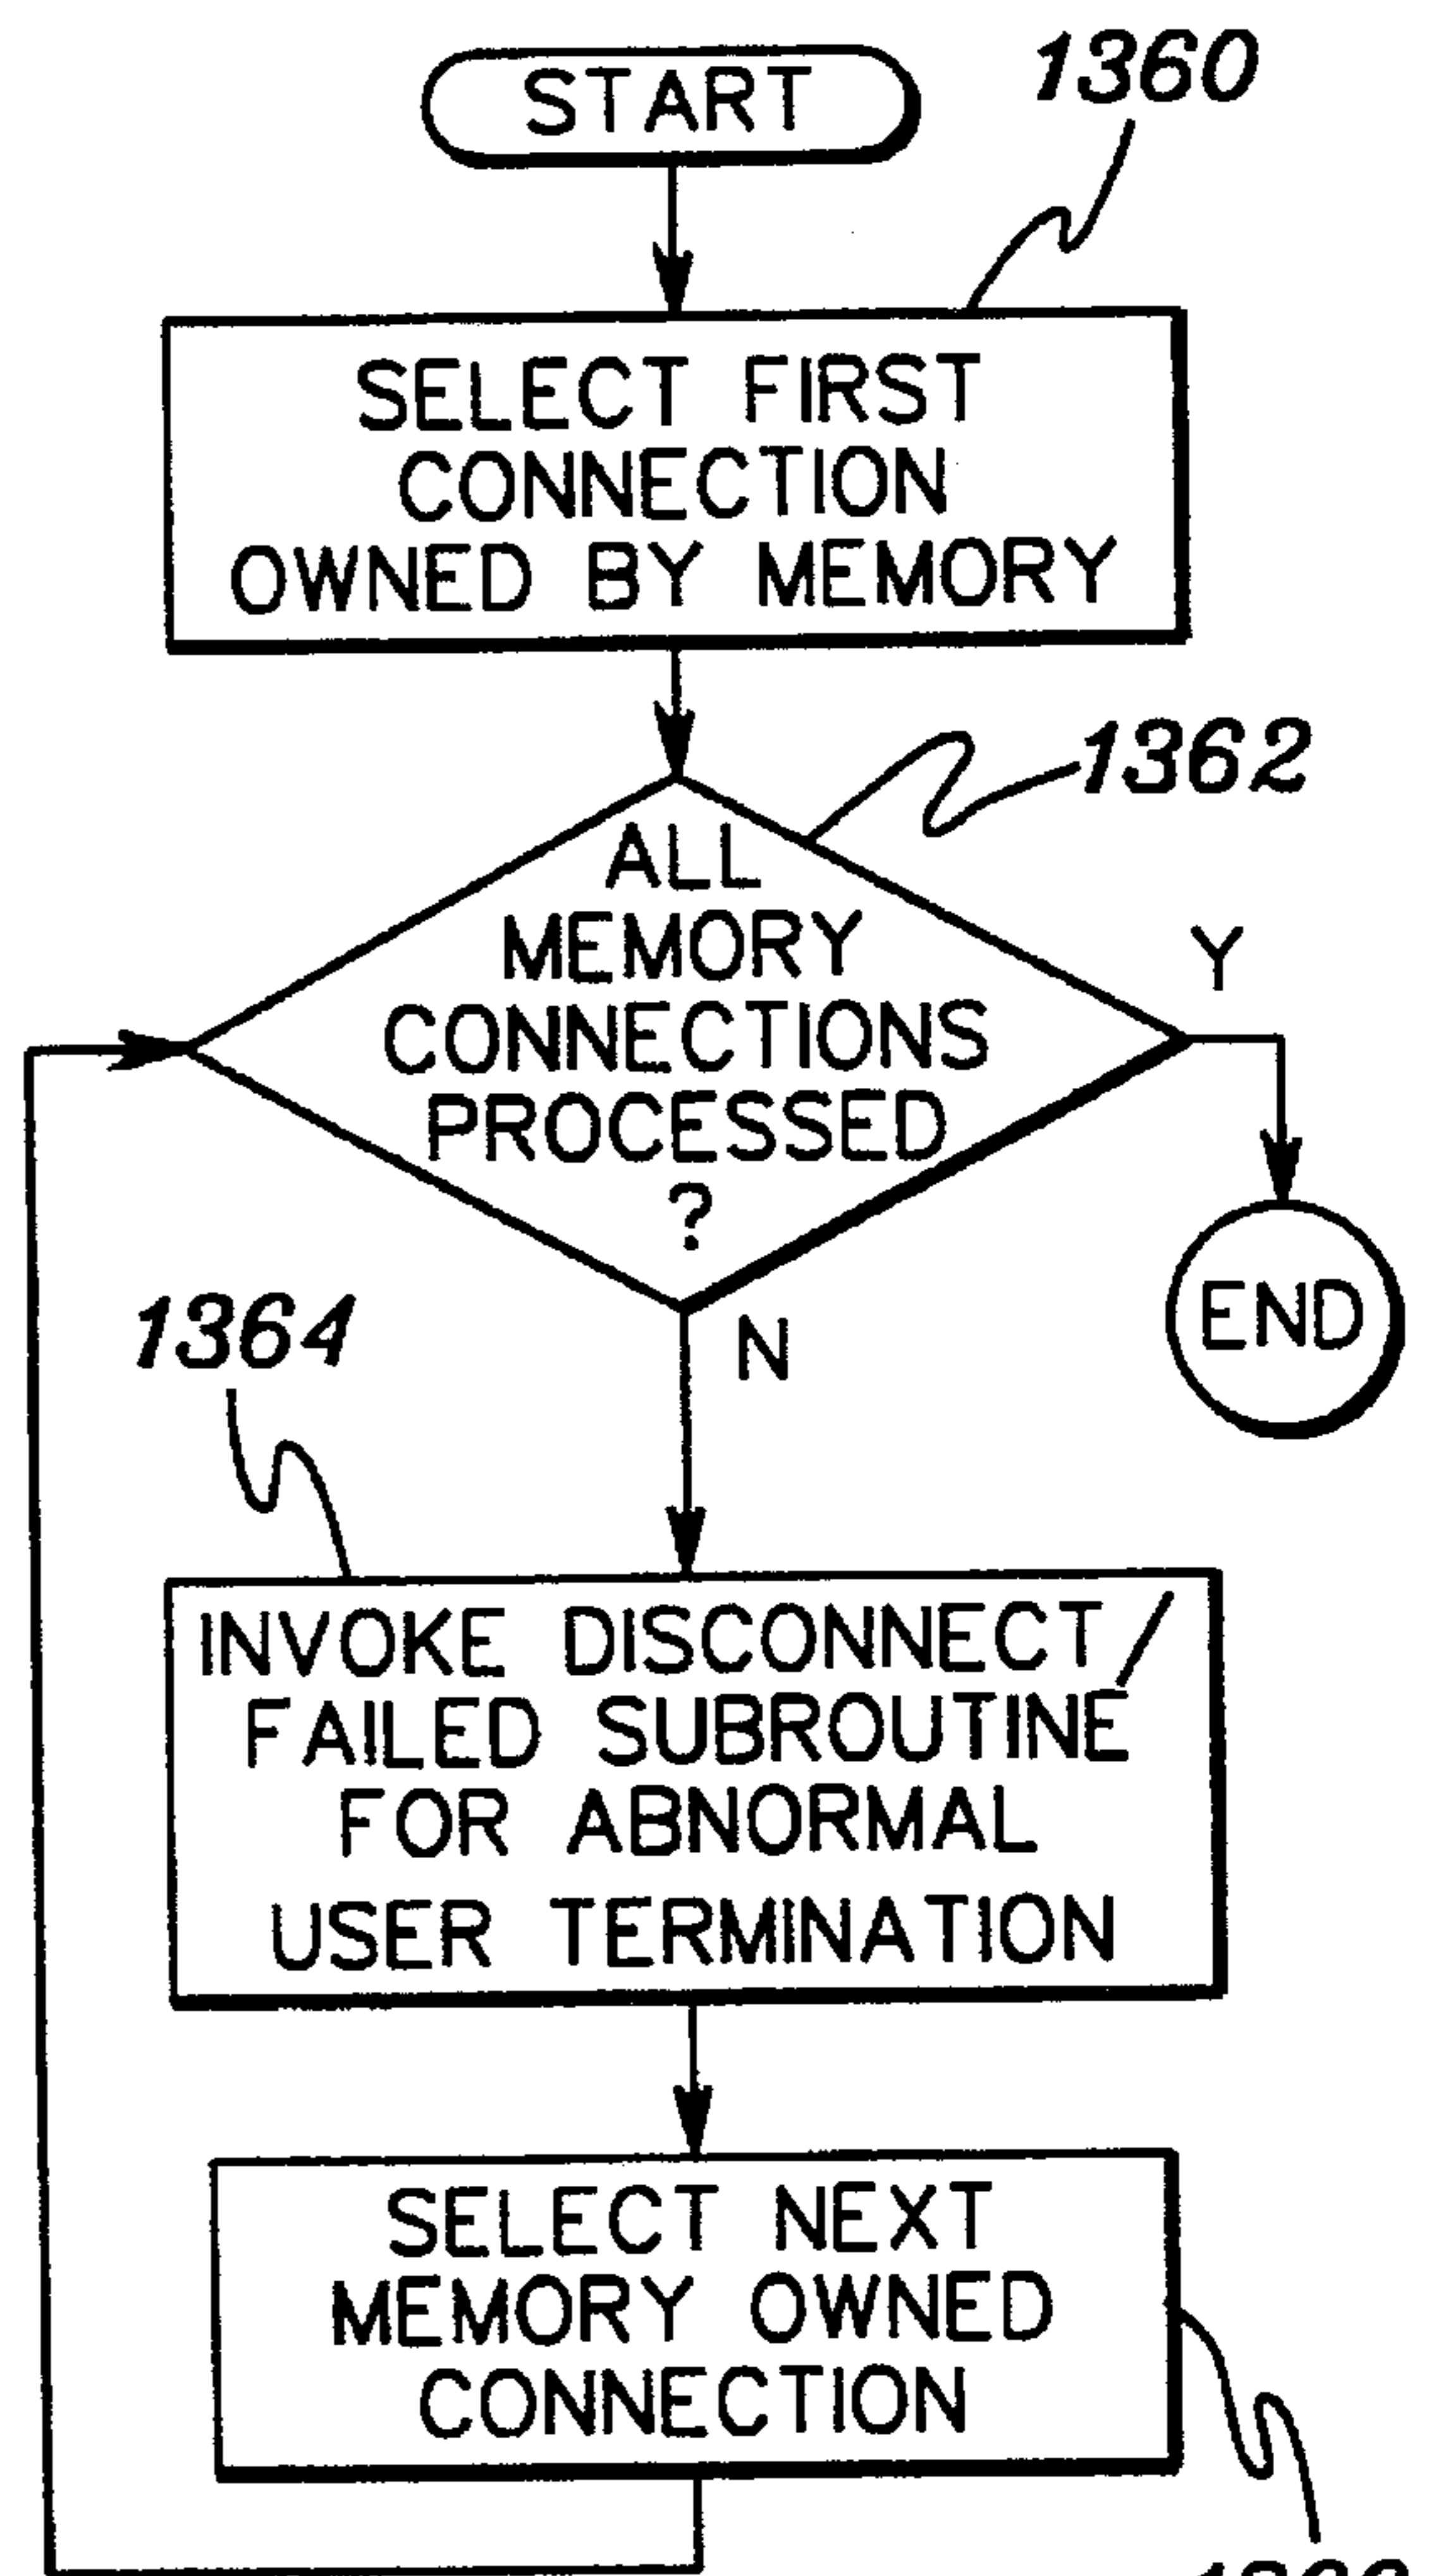 START
1360
SELECT FIRST
CONNECTION
OWNED BY MEMORY
1362
ALL
MEMORY
CONNECTIONS
PROCESSED
?
Y
END
N
1364
INVOKE DISCONNECT/
FAILED SUBROUTINE
FOR ABNORMAL
USER TERMINATION
SELECT NEXT
MEMORY OWNED
CONNECTION